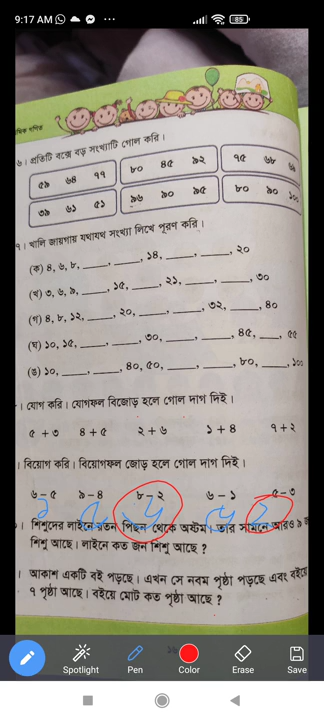 9:17 AM
85
৬। প্রতিটি বক্সে বড় সংখ্যাটি গোল করি।
৫৯ ৬৪ ৭৭
৮০ ৪৫ ৯২
৭৫ ৬৮
৩৯ ৬১ ৫১
৯৬ ৯০ ৯৫
৮০ ৯০ ১০০
৭। খালি জায়গায় যথাযথ সংখ্যা লিখে পূরণ করি।
(ক) ৪, ৬, ৮, ____, ____, ১৪, ____, ____, ২০
(খ) ৩, ৬, ৯, ____, ১৫, ____, ২১, ____, ____, ৩০
(গ) ৪, ৮, ১২, ____, ২০, ____, ____, ৩২, ____, ৪০
(ঘ) ১০, ১৫, ____, ____, ৩০, ____, ____, ৪৫, ____, ৫৫
(ঙ) ১০, ____, ____, ৪০, ৫০, ____, ____, ৮০, ____, ১০০
। যোগ করি। যোগফল বিজোড় হলে গোল দাগ দিই।
৫ + ৩ ৪ + ৫ ২ + ৬ ১ + ৪ ৭ + ২
। বিয়োগ করি। বিয়োগফল জোড় হলে গোল দাগ দিই।
৬ - ৫ ৯ - ৪ ৮ - ২ ৬ - ১ ৫ - ৩
। শিশুদের লাইনে রতন পিছন থেকে অষ্টম। তার সামনে আরও ৯
শিশু আছে। লাইনে কত জন শিশু আছে ?
। আকাশ একটি বই পড়ছে। এখন সে নবম পৃষ্ঠা পড়ছে এবং বইয়ে
৭ পৃষ্ঠা আছে। বইয়ে মোট কত পৃষ্ঠা আছে ?
Spotlight Pen Color Erase Save